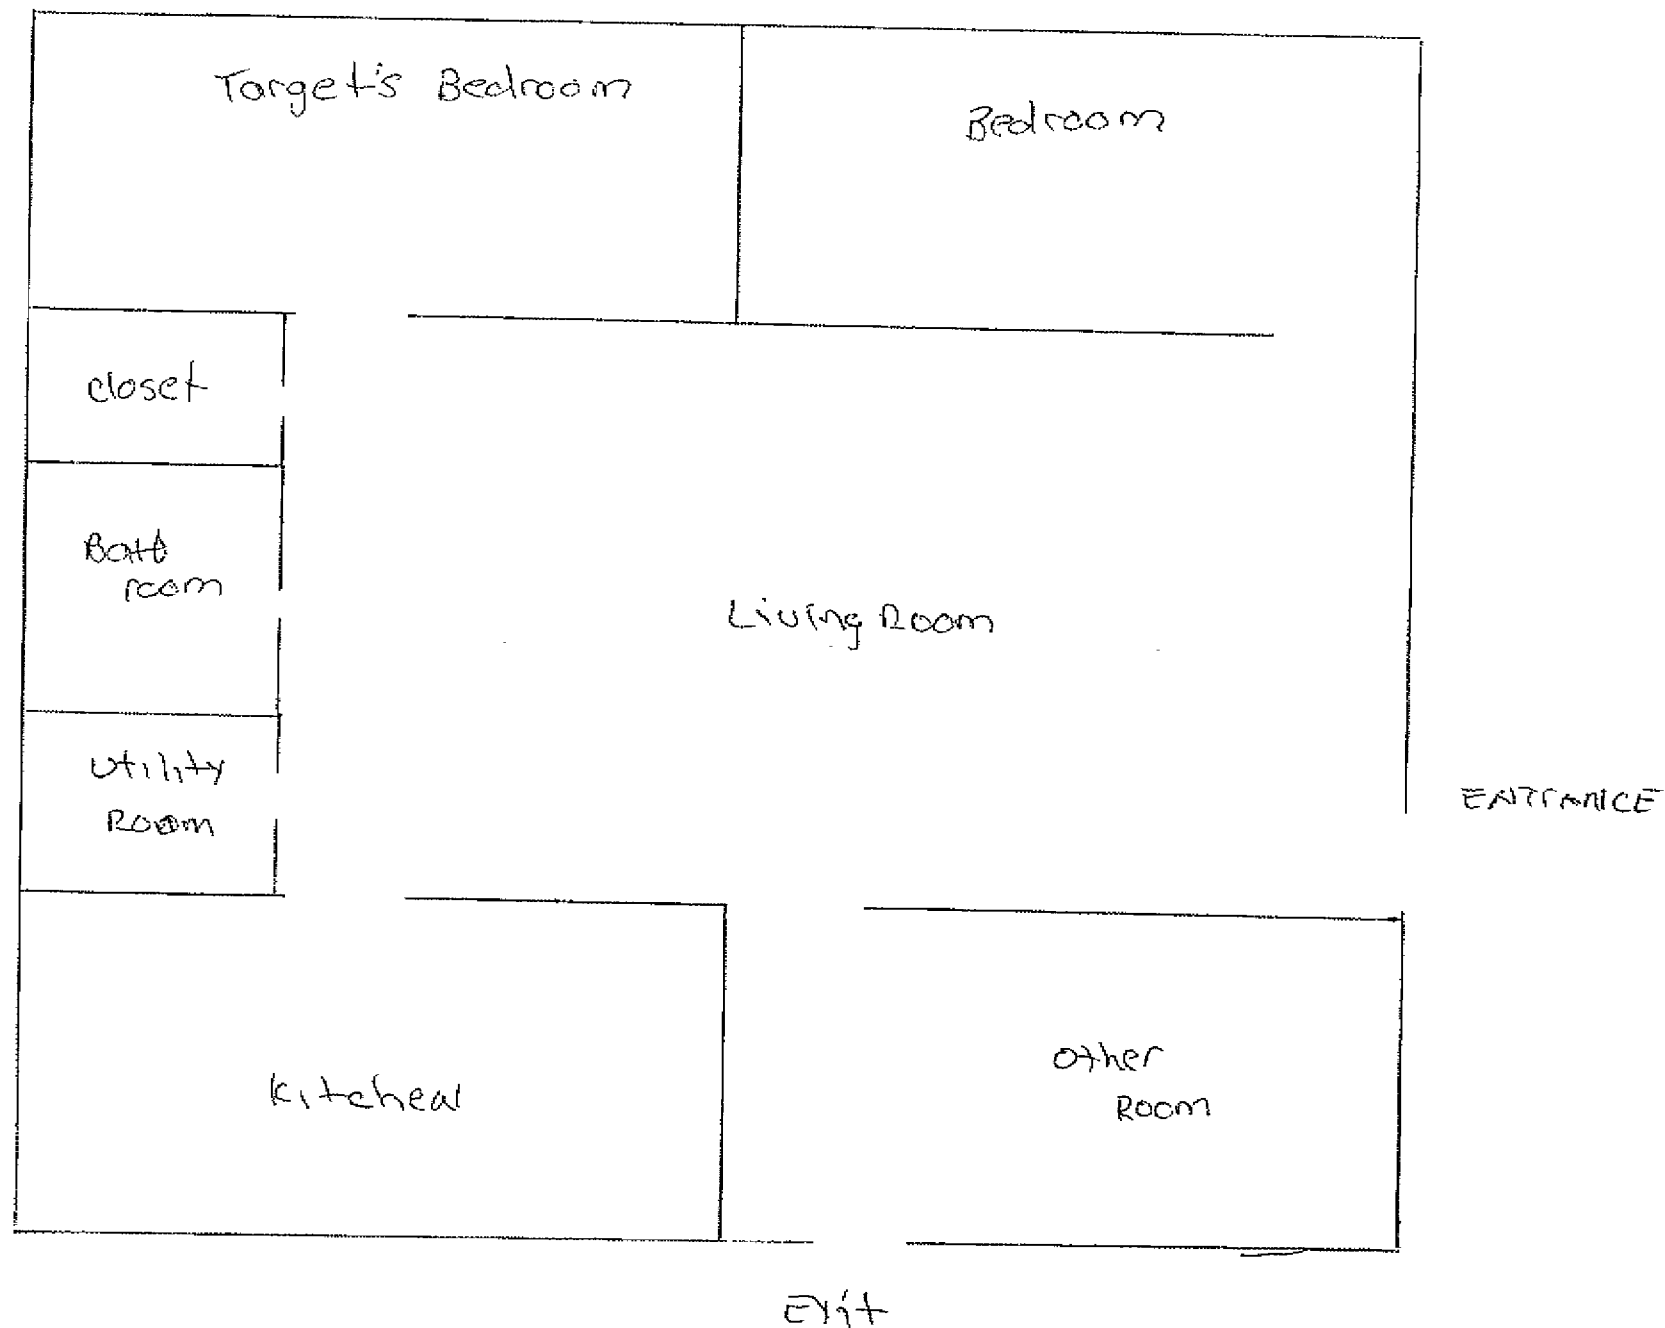 Target's Bedroom
Bedroom
closet
Bath
room
Living Room
Utility
Room
ENTRANCE
Kitchen
other
Room
Exit